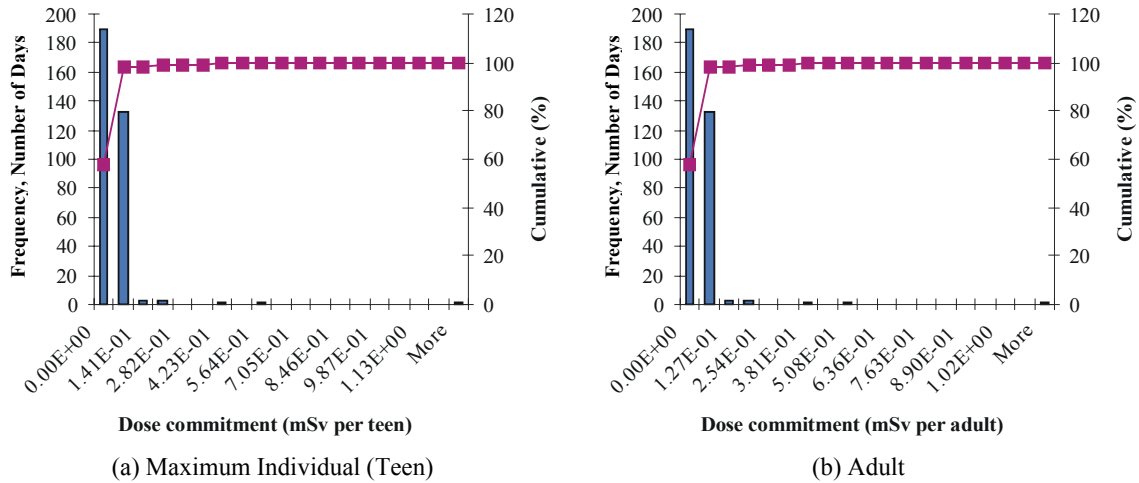 200
180
160
140
120
100
80
60
40
20
0
120
100
80
60
40
20
0
Frequency, Number of Days
Cumulative (%)
0.00E+00
1.41E-01
2.82E-01
4.23E-01
5.64E-01
7.05E-01
8.46E-01
9.87E-01
1.13E+00
More
Dose commitment (mSv per teen)
(a) Maximum Individual (Teen)
200
180
160
140
120
100
80
60
40
20
0
120
100
80
60
40
20
0
Frequency, Number of Days
Cumulative (%)
0.00E+00
1.27E-01
2.54E-01
3.81E-01
5.08E-01
6.36E-01
7.63E-01
8.90E-01
1.02E+00
More
Dose commitment (mSv per adult)
(b) Adult